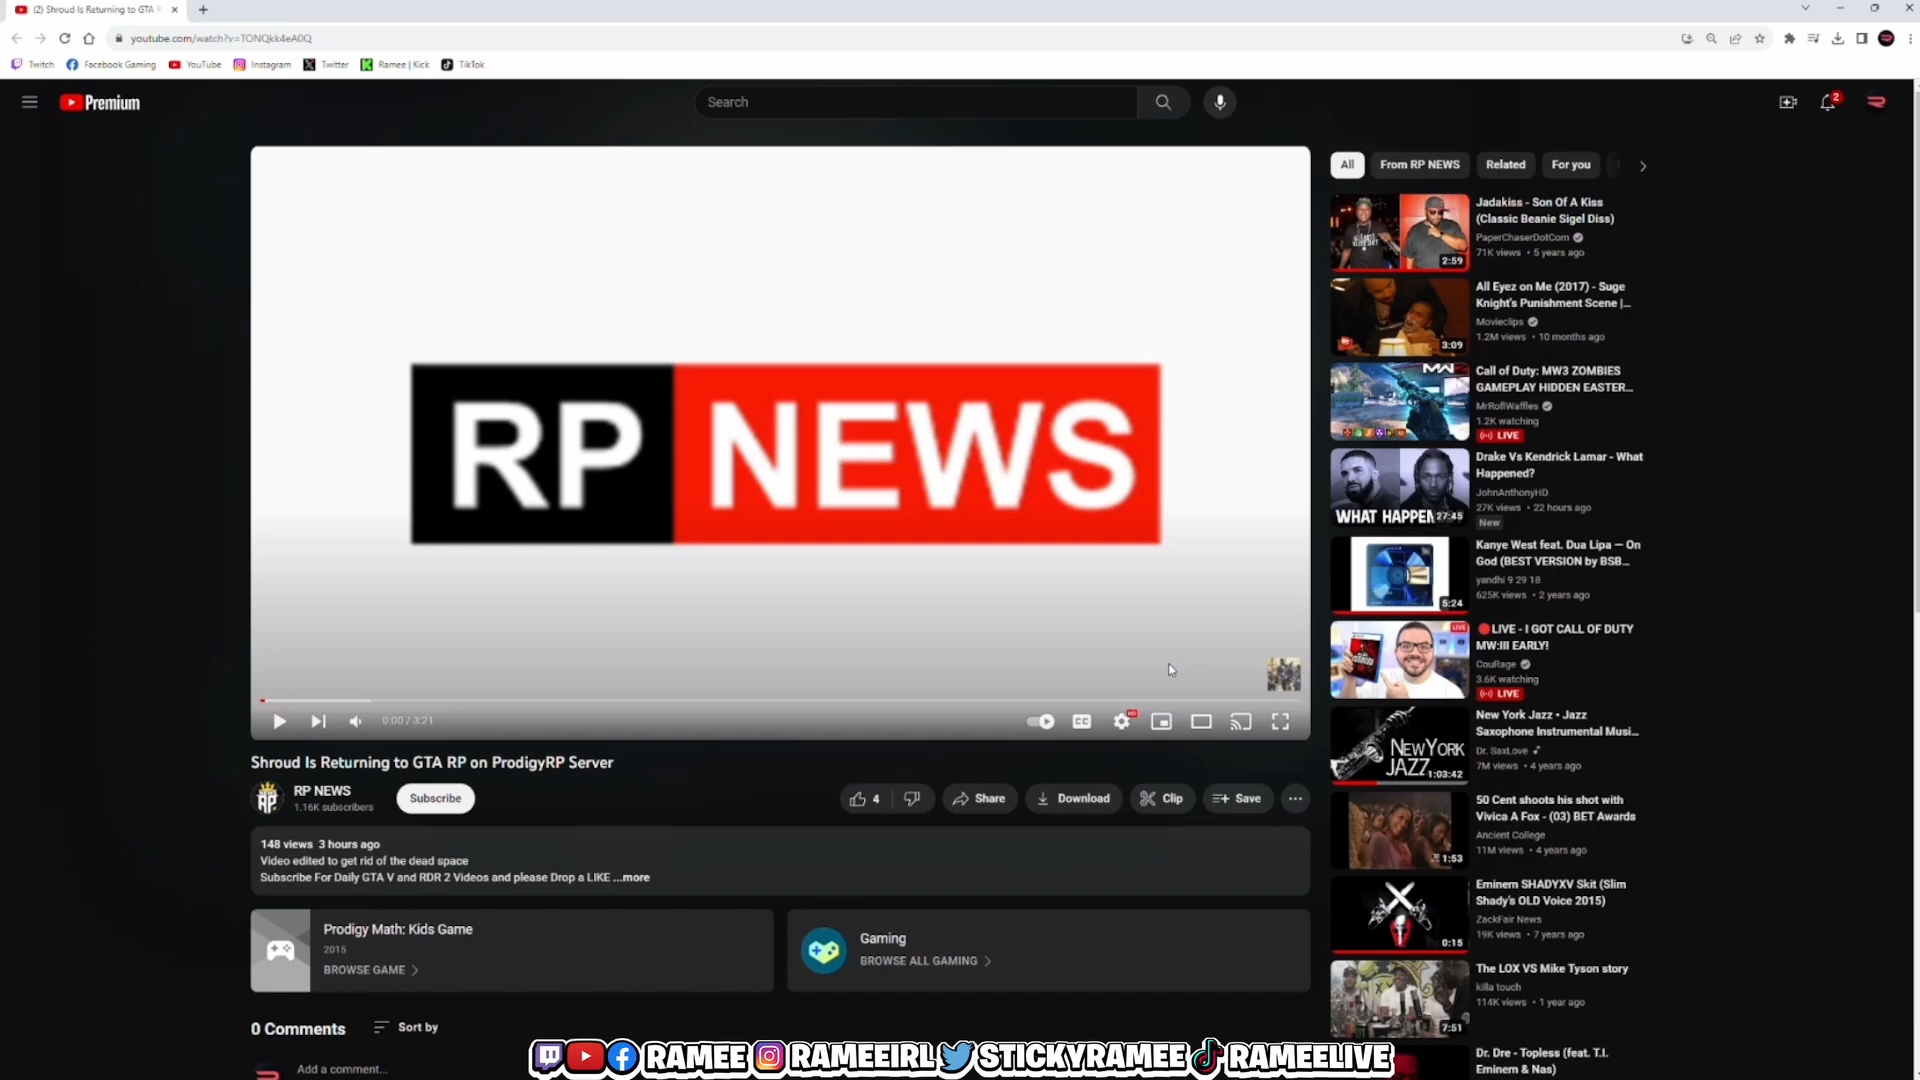 (2) Shroud Is Returning to GTA R
youtube.com/watch?v=TONQkk4eA0Q
Twitch
Facebook Gaming
YouTube
Instagram
Twitter
Ramee | Kick
TikTok
Premium
Search
2
RP NEWS
0:00 / 3:21
CC
HD
Shroud Is Returning to GTA RP on ProdigyRP Server
RP NEWS
1.16K subscribers
Subscribe
4
Share
Download
Clip
Save
148 views 3 hours ago
Video edited to get rid of the dead space
Subscribe For Daily GTA V and RDR 2 Videos and please Drop a LIKE ...more
Prodigy Math: Kids Game
2015
BROWSE GAME
Gaming
BROWSE ALL GAMING
0 Comments
Sort by
Add a comment...
All
From RP NEWS
Related
For you
2:59
Jadakiss - Son Of A Kiss
(Classic Beanie Sigel Diss)
PaperChaserDotCom
71K views • 5 years ago
3:09
All Eyez on Me (2017) - Suge
Knight's Punishment Scene |...
Movieclips
1.2M views • 10 months ago
MW
Call of Duty: MW3 ZOMBIES
GAMEPLAY HIDDEN EASTER...
MrRoflWaffles
1.2K watching
LIVE
WHAT HAPPEN
27:45
Drake Vs Kendrick Lamar - What
Happened?
JohnAnthonyHD
27K views • 22 hours ago
New
5:24
Kanye West feat. Dua Lipa — On
God (BEST VERSION by BSB...
yandhi 9 29 18
625K views • 2 years ago
LIVE
LIVE - I GOT CALL OF DUTY
MW:III EARLY!
CouRage
3.6K watching
LIVE
NEWYORK
JAZZ
1:03:42
New York Jazz • Jazz
Saxophone Instrumental Musi...
Dr. SaxLove
7M views • 4 years ago
1:53
50 Cent shoots his shot with
Vivica A Fox - (03) BET Awards
Ancient College
11M views • 4 years ago
0:15
Eminem SHADYXV Skit (Slim
Shady's OLD Voice 2015)
ZackFair News
19K views • 7 years ago
7:51
The LOX VS Mike Tyson story
killa touch
114K views • 1 year ago
Dr. Dre - Topless (feat. T.I.
Eminem & Nas)
RAMEE RAMEEIRL STICKYRAMEE RAMEELIVE